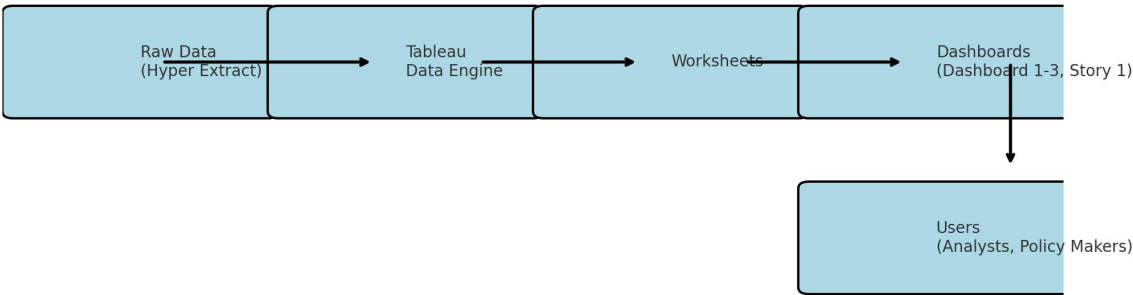 Raw Data
(Hyper Extract)
Tableau
Data Engine
Worksheets
Dashboards
(Dashboard 1-3, Story 1)
Users
(Analysts, Policy Makers)